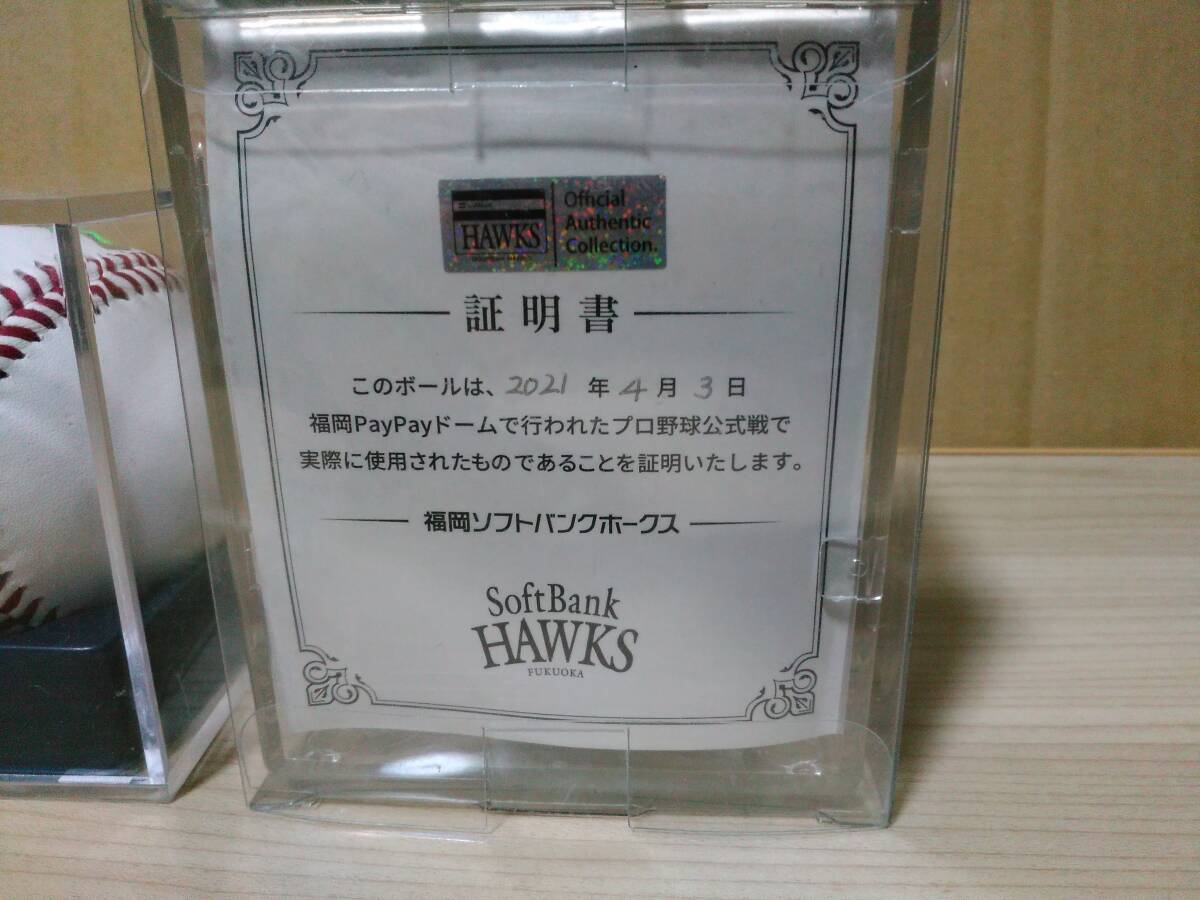 HAWKS
Official
Authentic
Collection.
証明書
このボールは、2021年4月3日
福岡PayPayドームで行われたプロ野球公式戦で
実際に使用されたものであることを証明いたします。
福岡ソフトバンクホークス
SoftBank
HAWKS
FUKUOKA